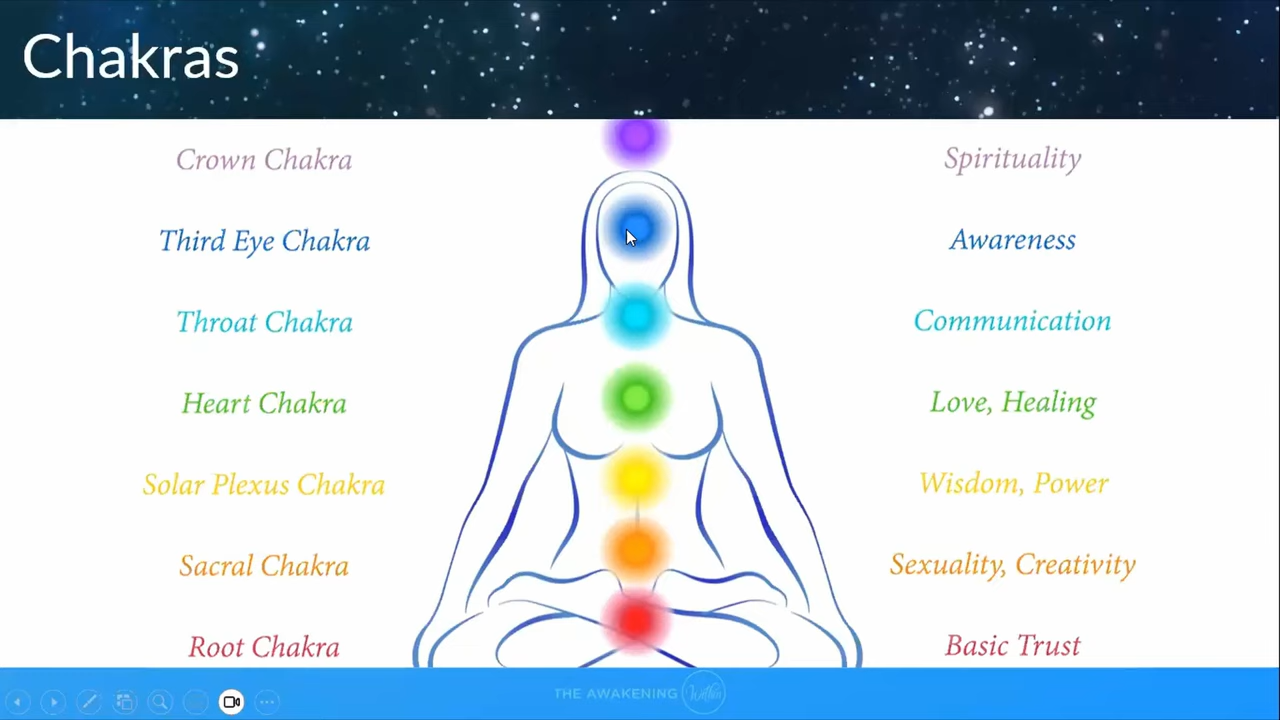 Chakras
Crown Chakra
Spirituality
Third Eye Chakra
Awareness
Throat Chakra
Communication
Heart Chakra
Love, Healing
Solar Plexus Chakra
Wisdom, Power
Sacral Chakra
Sexuality, Creativity
Root Chakra
Basic Trust
THE AWAKENING Within